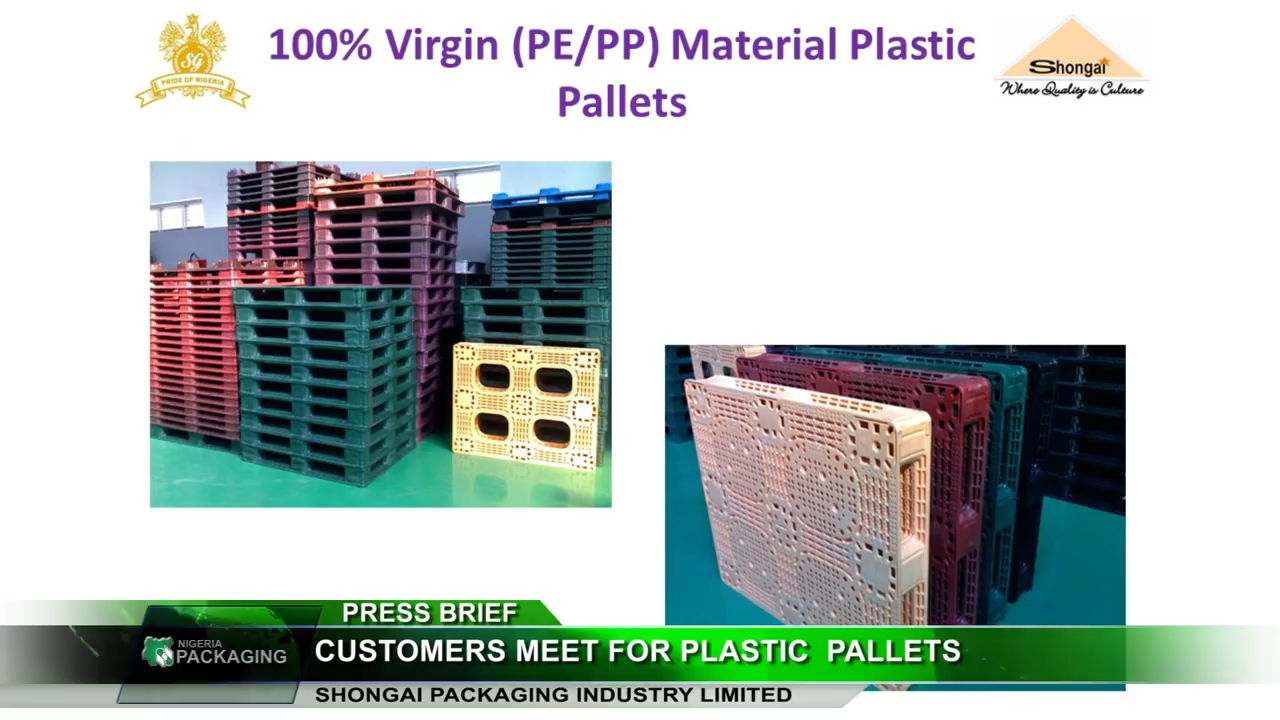 100% Virgin (PE/PP) Material Plastic
Pallets
SG
PRIDE OF NIGERIA
Shongai
Where Quality is Culture
PRESS BRIEF
NIGERIA
PACKAGING
CUSTOMERS MEET FOR PLASTIC PALLETS
SHONGAI PACKAGING INDUSTRY LIMITED